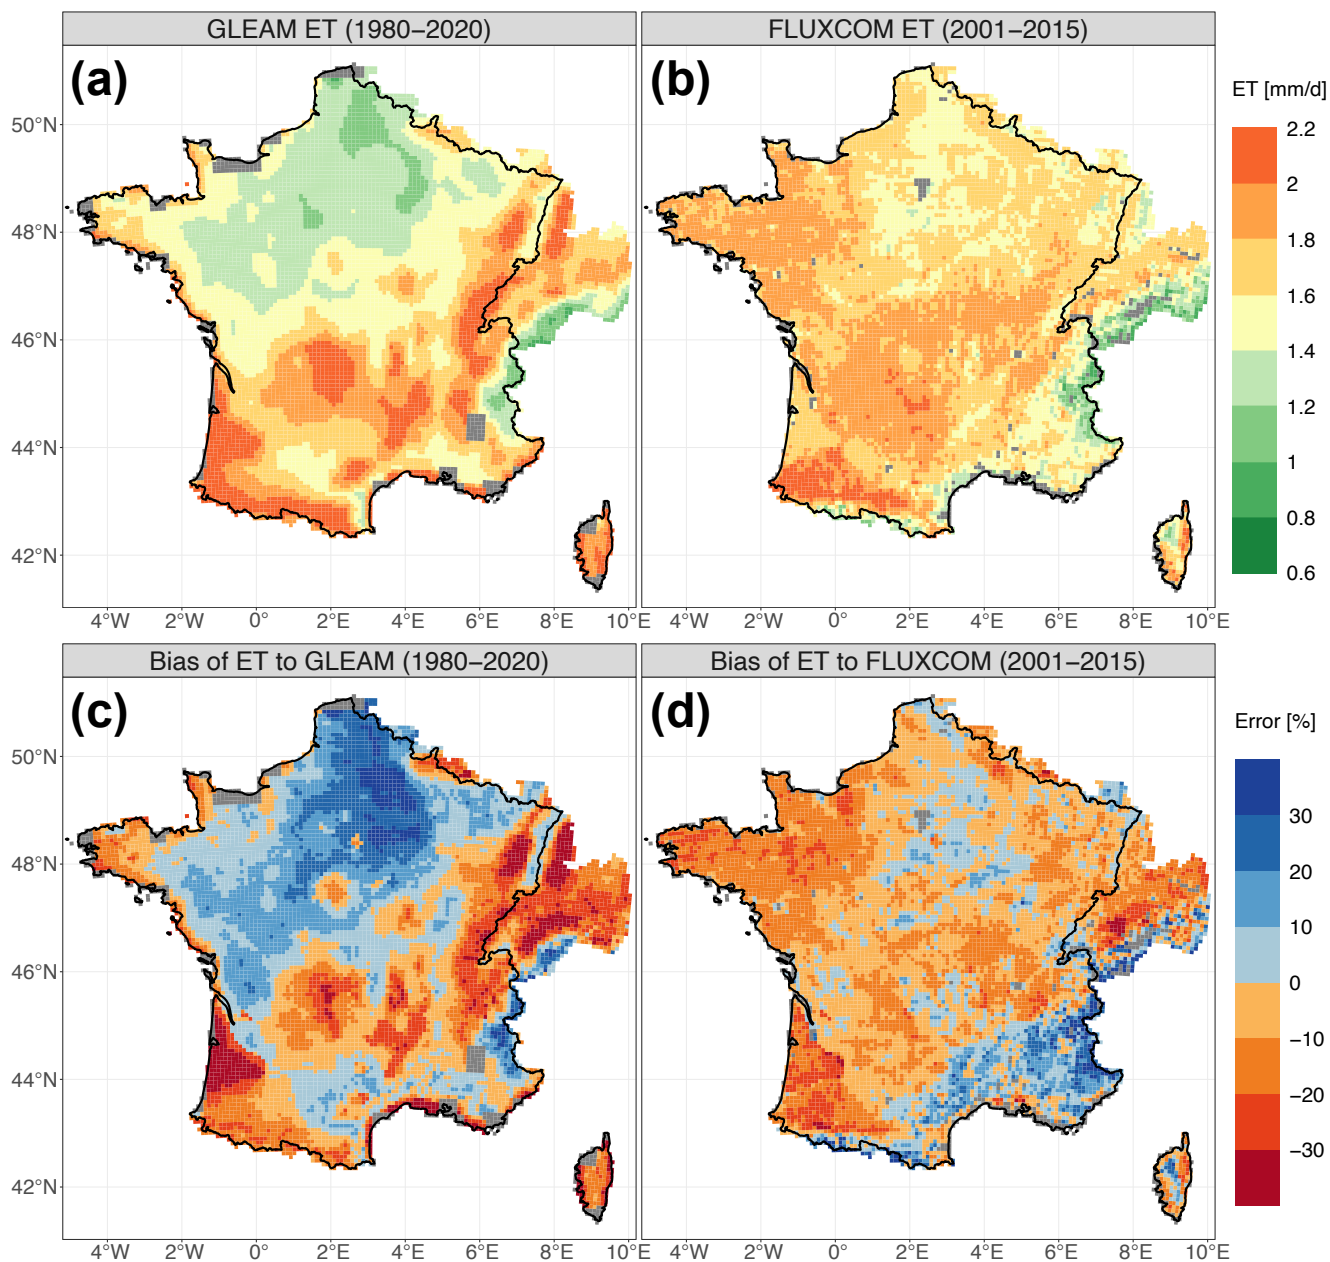 GLEAM ET (1980−2020)
FLUXCOM ET (2001−2015)
(a)
(b)
ET [mm/d]
2.2
2
1.8
1.6
1.4
1.2
1
0.8
0.6
50°N
48°N
46°N
44°N
42°N
4°W 2°W 0° 2°E 4°E 6°E 8°E 10°E
4°W 2°W 0° 2°E 4°E 6°E 8°E 10°E
Bias of ET to GLEAM (1980−2020)
Bias of ET to FLUXCOM (2001−2015)
(c)
(d)
Error [%]
30
20
10
0
−10
−20
−30
50°N
48°N
46°N
44°N
42°N
4°W 2°W 0° 2°E 4°E 6°E 8°E 10°E
4°W 2°W 0° 2°E 4°E 6°E 8°E 10°E